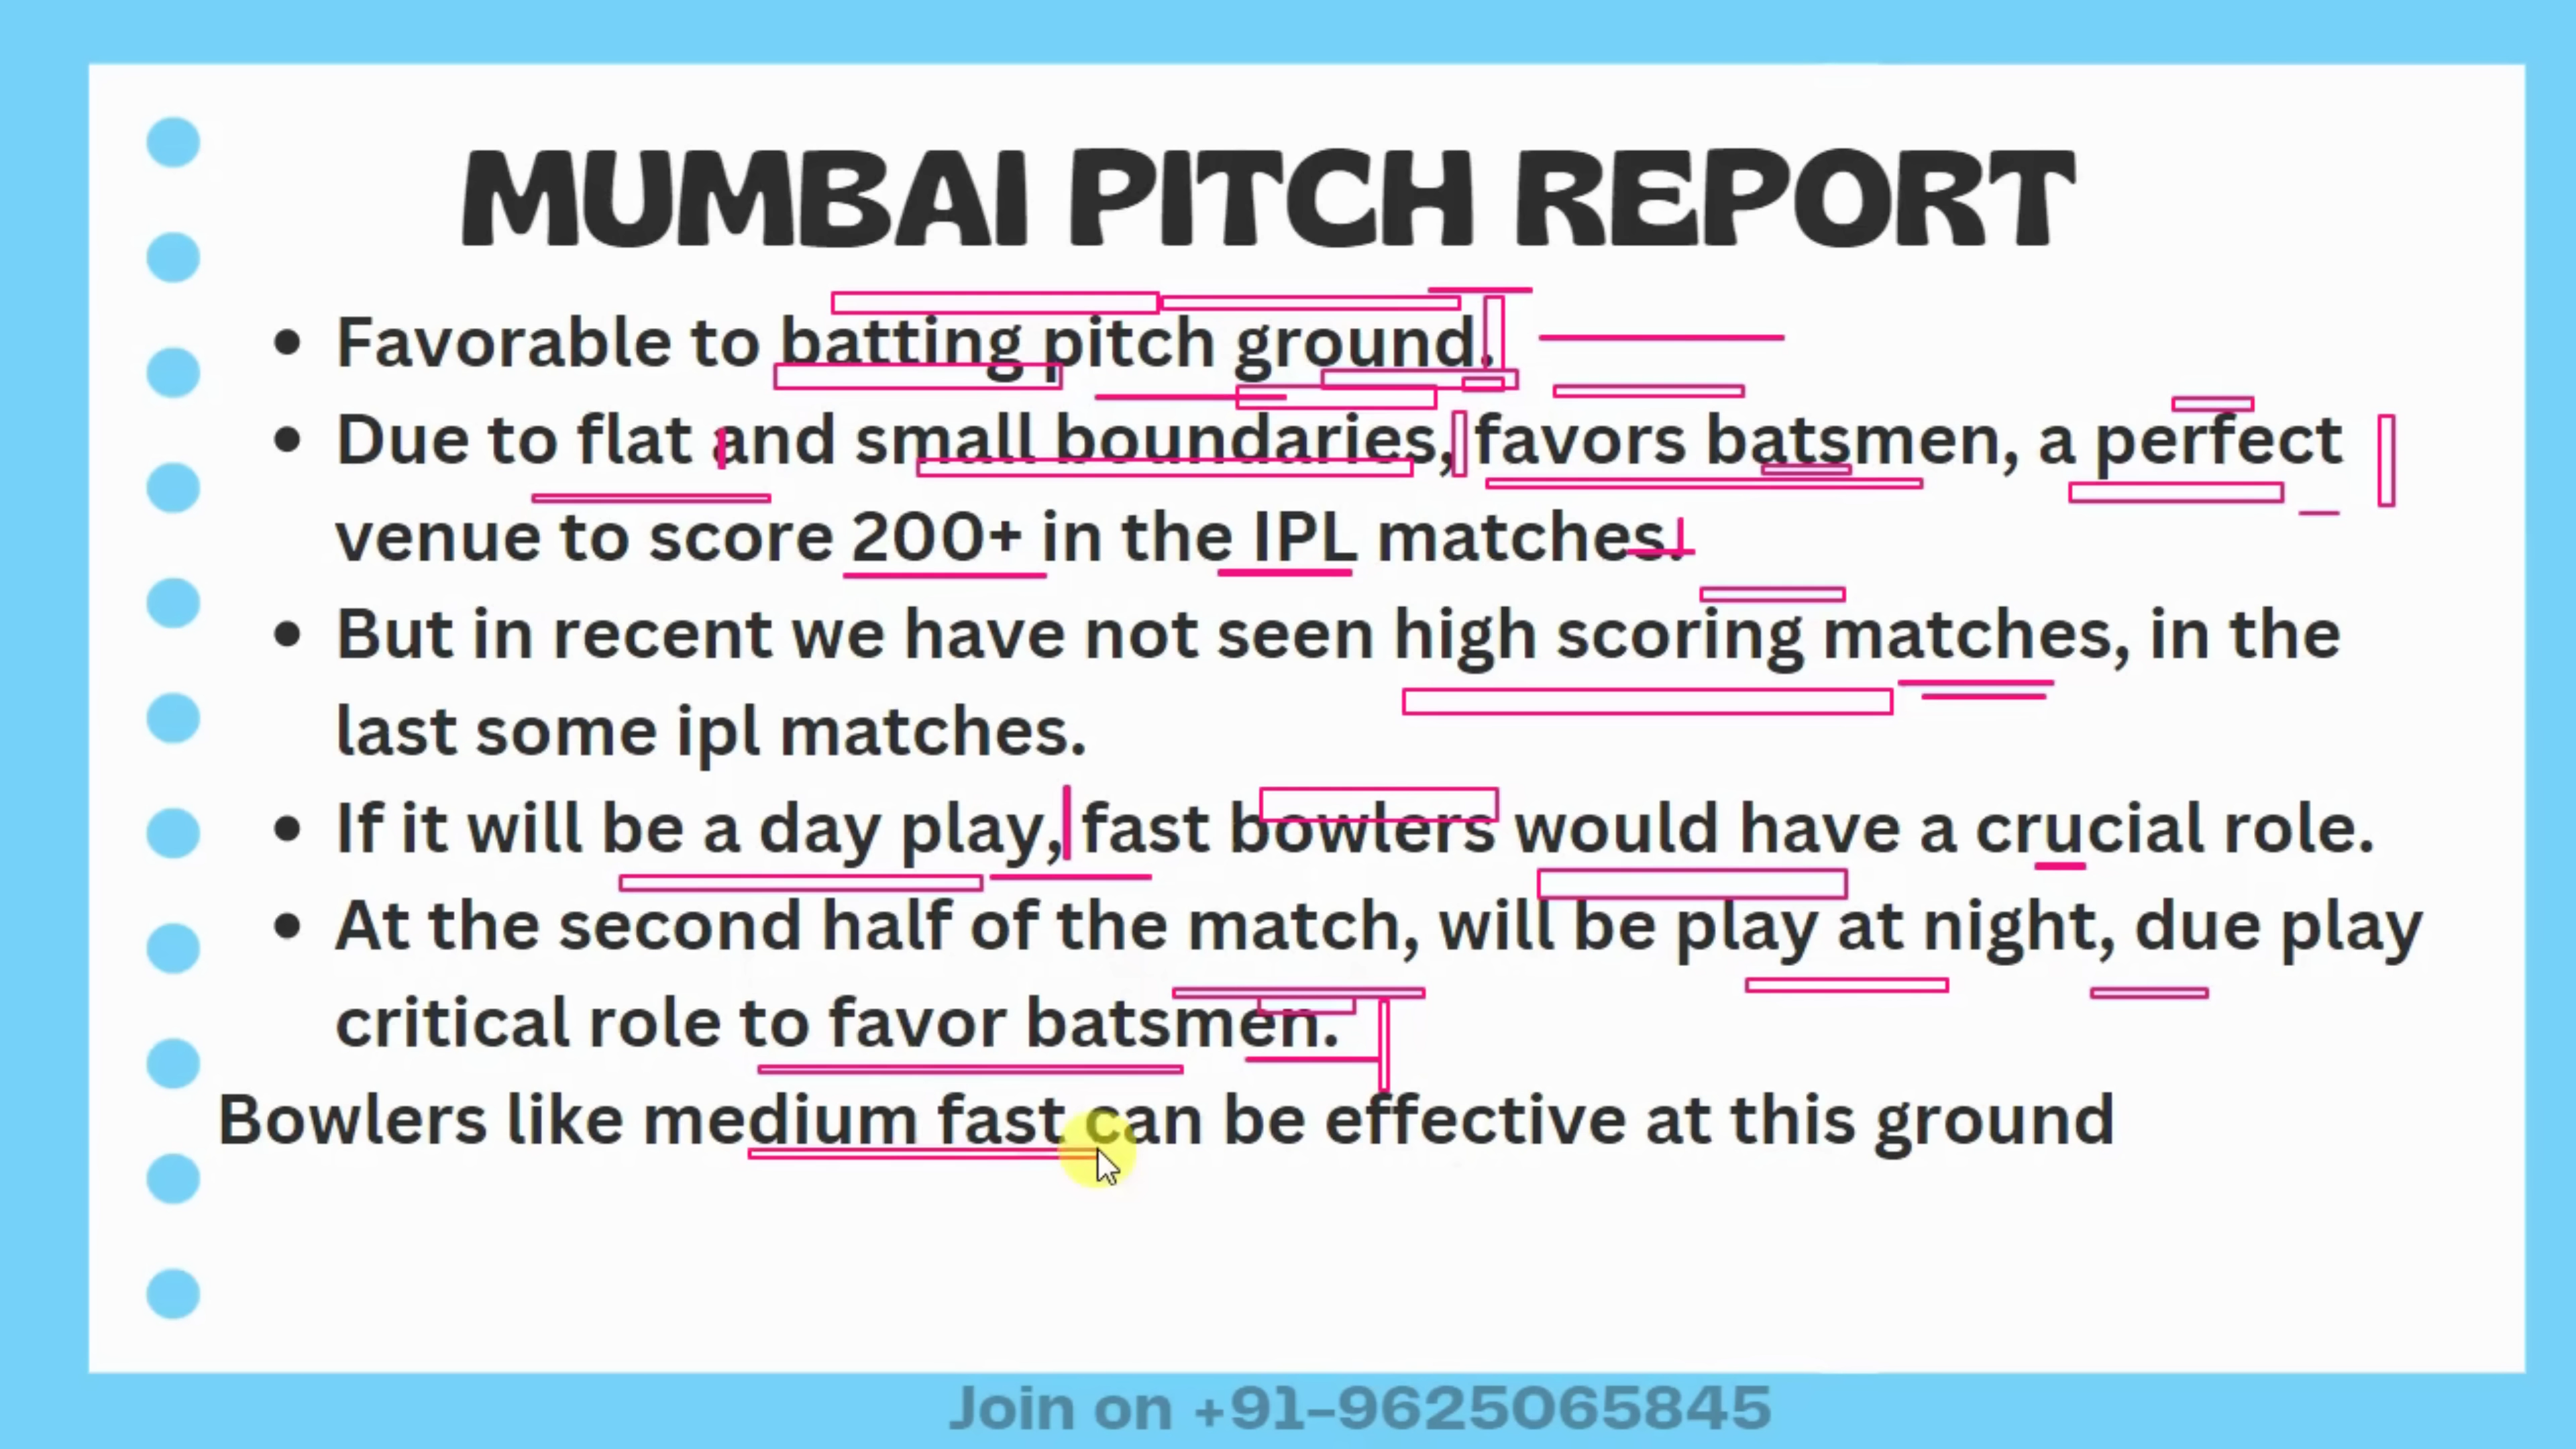 MUMBAI PITCH REPORT
• Favorable to batting pitch ground.
• Due to flat and small boundaries, favors batsmen, a perfect
venue to score 200+ in the IPL matches.
• But in recent we have not seen high scoring matches, in the
last some ipl matches.
• If it will be a day play, fast bowlers would have a crucial role.
• At the second half of the match, will be play at night, due play
critical role to favor batsmen.
Bowlers like medium fast can be effective at this ground
Join on +91-9625065845